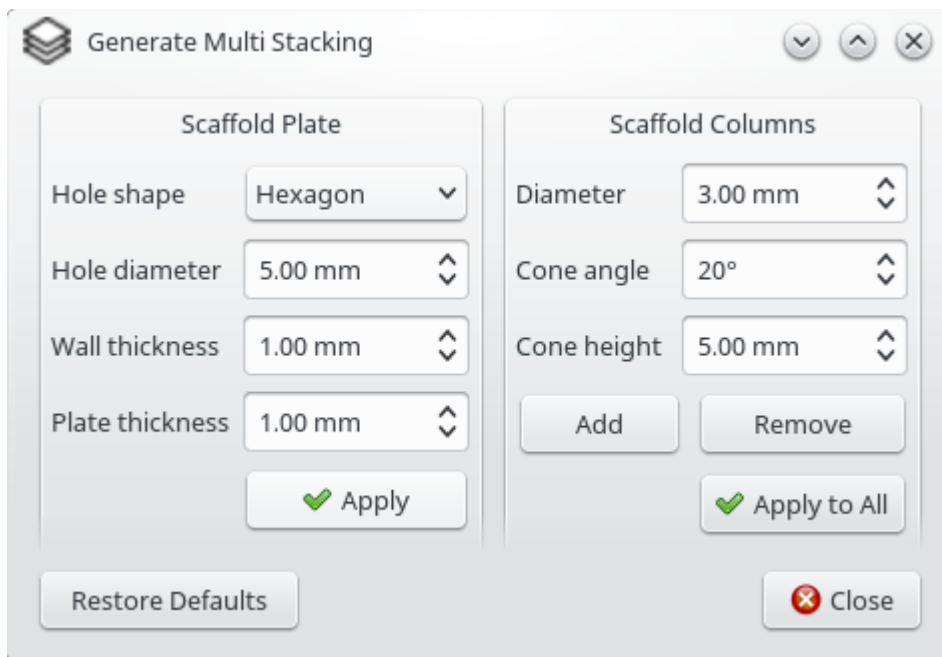 Generate Multi Stacking
Scaffold Plate
Hole shape Hexagon
Hole diameter 5.00 mm
Wall thickness 1.00 mm
Plate thickness 1.00 mm
Apply
Scaffold Columns
Diameter 3.00 mm
Cone angle 20°
Cone height 5.00 mm
Add Remove
Apply to All
Restore Defaults Close